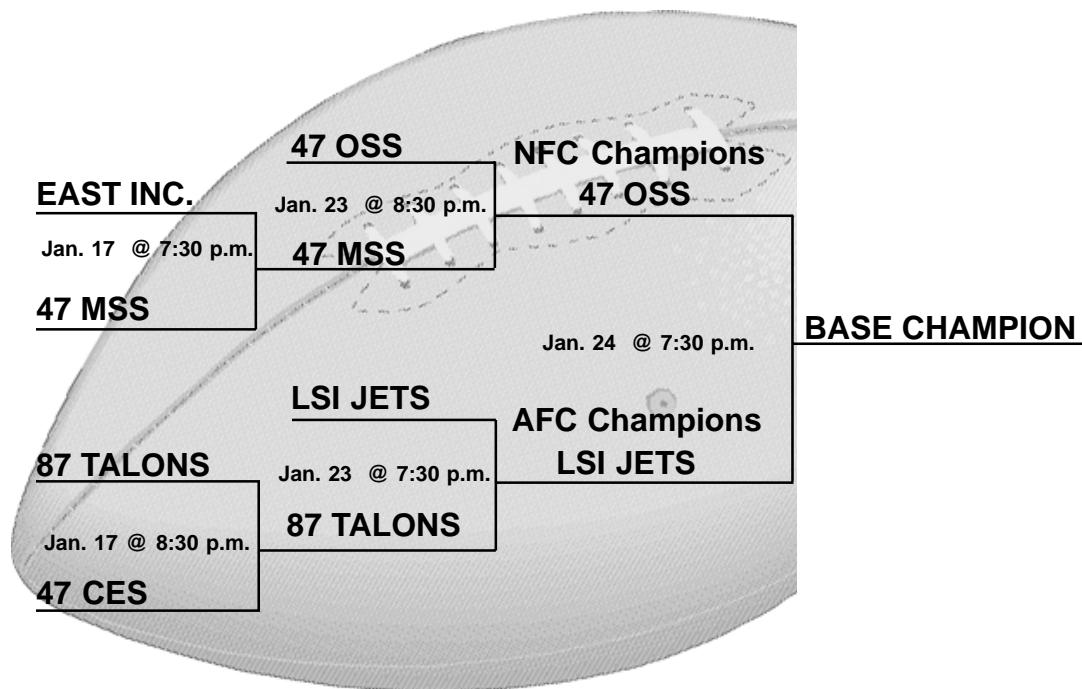 47 OSS
NFC Champions
47 OSS
EAST INC.
Jan. 23 @ 8:30 p.m.
Jan. 17 @ 7:30 p.m.
47 MSS
47 MSS
BASE CHAMPION
Jan. 24 @ 7:30 p.m.
LSI JETS
AFC Champions
LSI JETS
87 TALONS
Jan. 23 @ 7:30 p.m.
87 TALONS
Jan. 17 @ 8:30 p.m.
47 CES